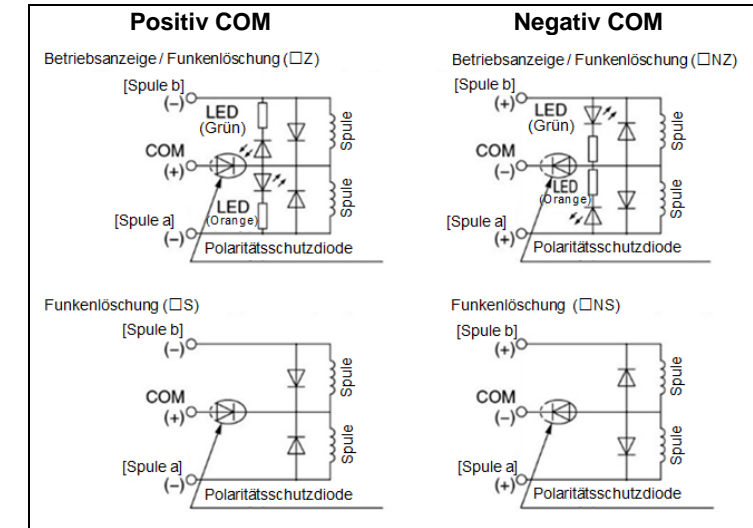 Positiv COM
Negativ COM
Betriebsanzeige / Funkenlöschung (□Z)
[Spule b]
(–)
LED
(Grün)
COM
(+)
LED
(Orange)
[Spule a]
(–)
Spule
Spule
Polaritätsschutzdiode
Betriebsanzeige / Funkenlöschung (□NZ)
[Spule b]
(+)
LED
(Grün)
COM
(–)
LED
(Orange)
[Spule a]
(+)
Spule
Spule
Polaritätsschutzdiode
Funkenlöschung (□S)
[Spule b]
(–)
COM
(+)
[Spule a]
(–)
Spule
Spule
Polaritätsschutzdiode
Funkenlöschung (□NS)
[Spule b]
(+)
COM
(–)
[Spule a]
(+)
Spule
Spule
Polaritätsschutzdiode